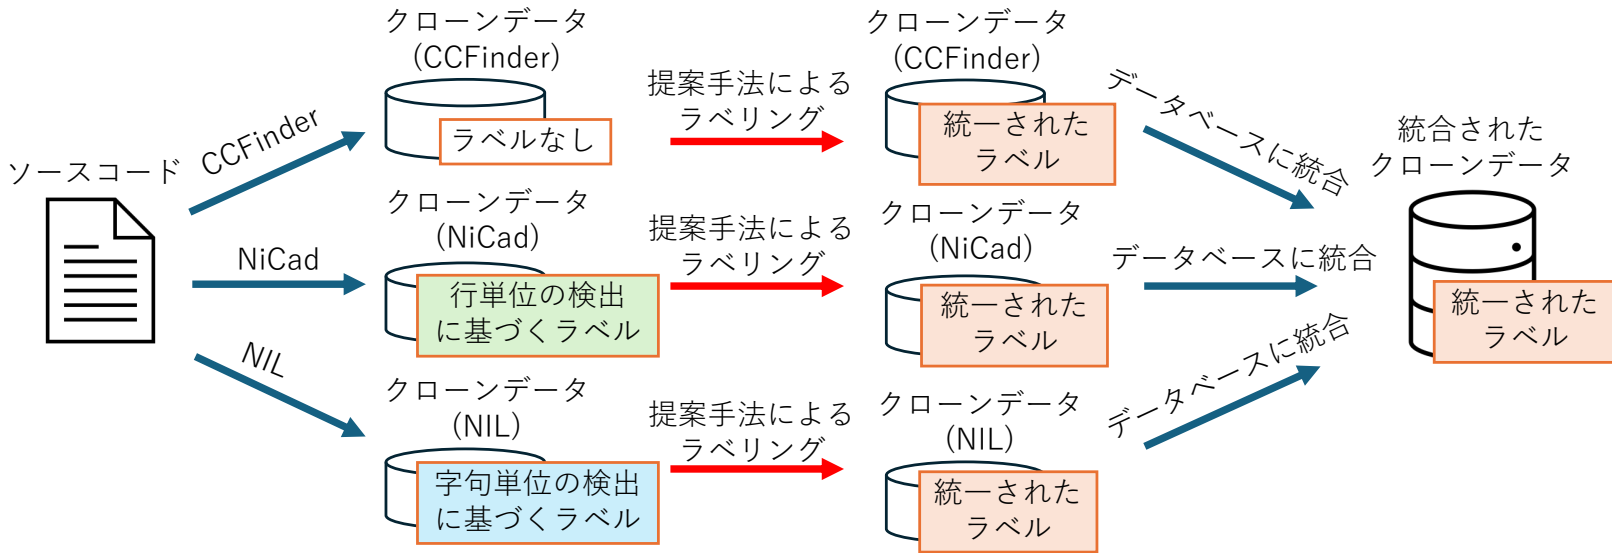 ソースコード
CCFinder
NiCad
NIL
クローンデータ
(CCFinder)
ラベルなし
クローンデータ
(NiCad)
行単位の検出
に基づくラベル
クローンデータ
(NIL)
字句単位の検出
に基づくラベル
提案手法による
ラベリング
提案手法による
ラベリング
提案手法による
ラベリング
クローンデータ
(CCFinder)
統一された
ラベル
クローンデータ
(NiCad)
統一された
ラベル
クローンデータ
(NIL)
統一された
ラベル
データベースに統合
データベースに統合
データベースに統合
統合された
クローンデータ
統一された
ラベル